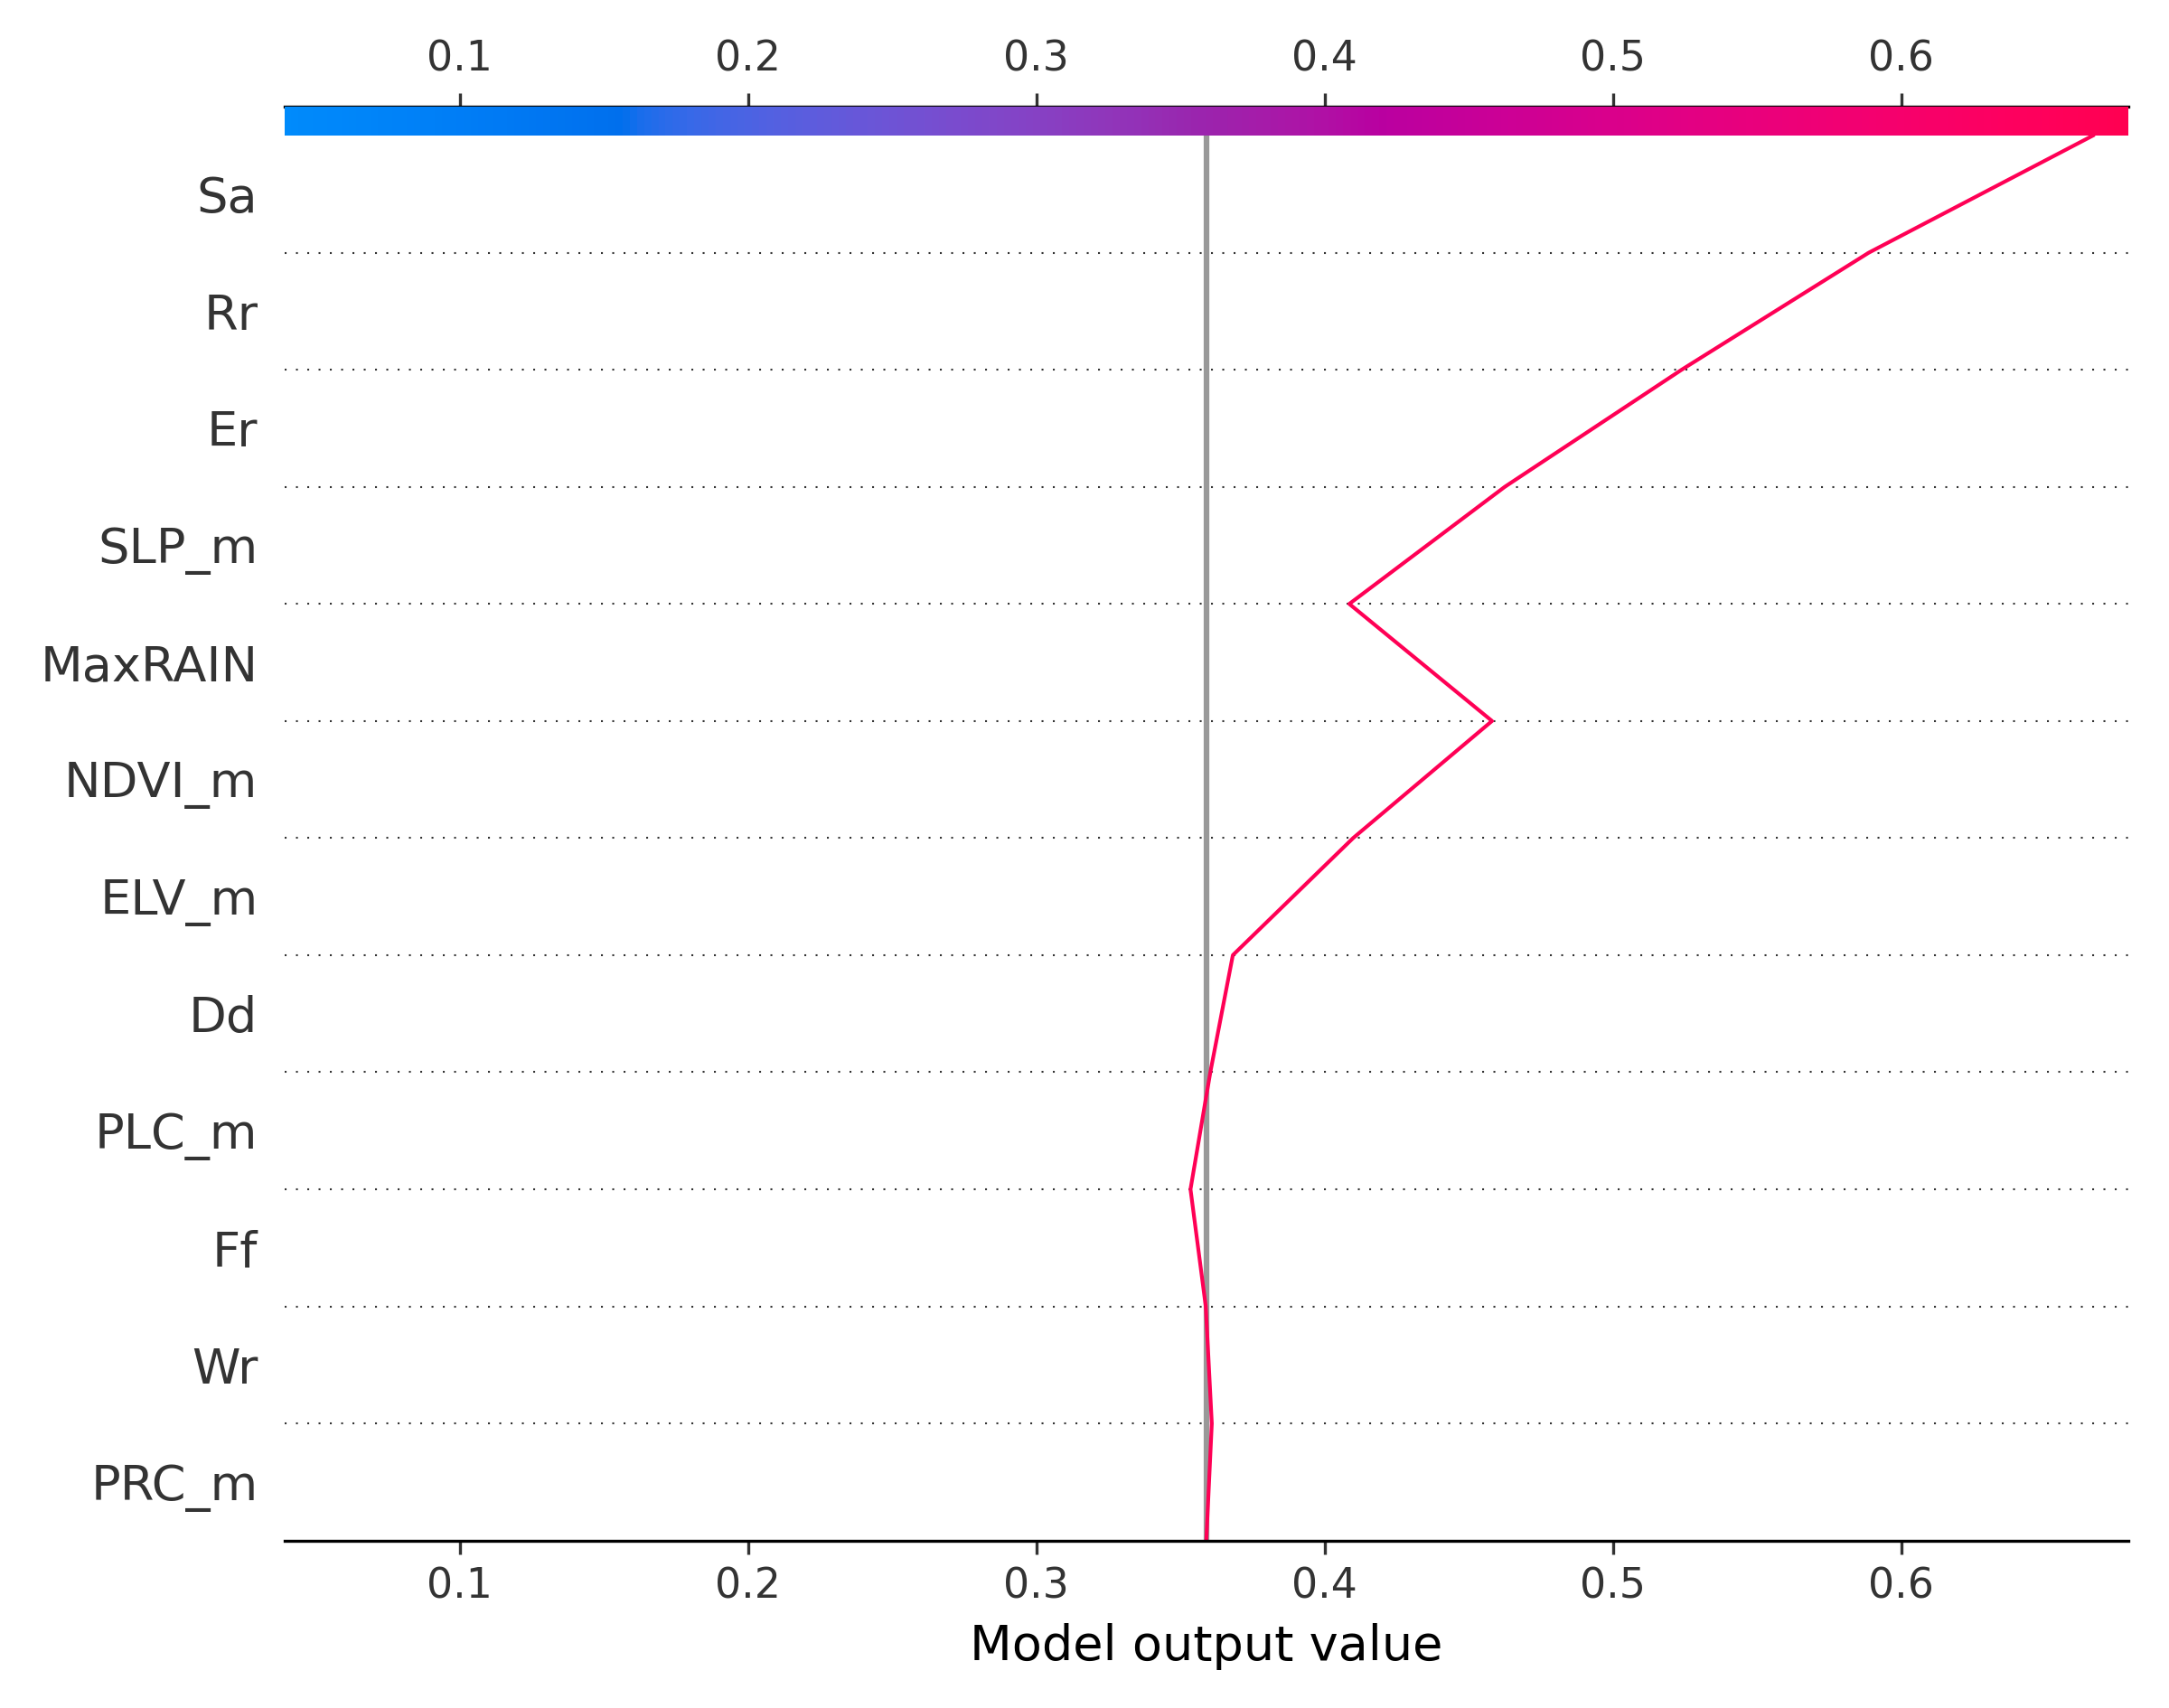 0.1 0.2 0.3 0.4 0.5 0.6
Sa
Rr
Er
SLP_m
MaxRAIN
NDVI_m
ELV_m
Dd
PLC_m
Ff
Wr
PRC_m
0.1 0.2 0.3 0.4 0.5 0.6
Model output value